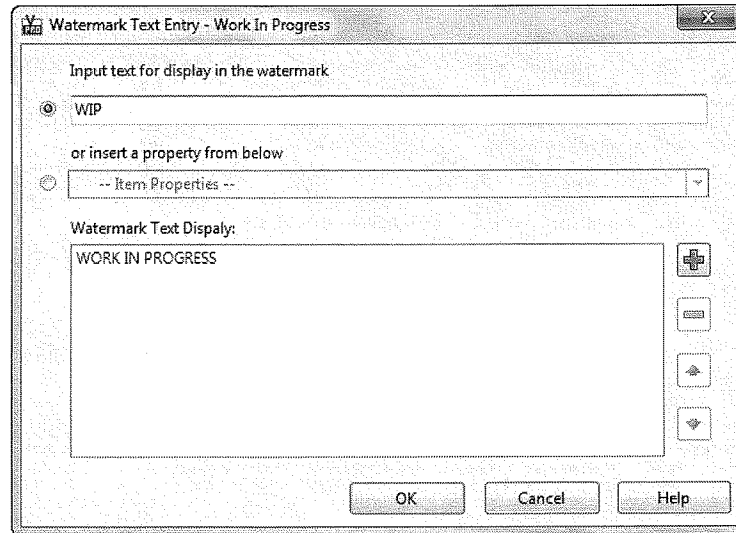 Watermark Text Entry - Work In Progress
Input text for display in the watermark
WIP
or insert a property from below
-- Item Properties --
Watermark Text Dispaly:
WORK IN PROGRESS
OK Cancel Help